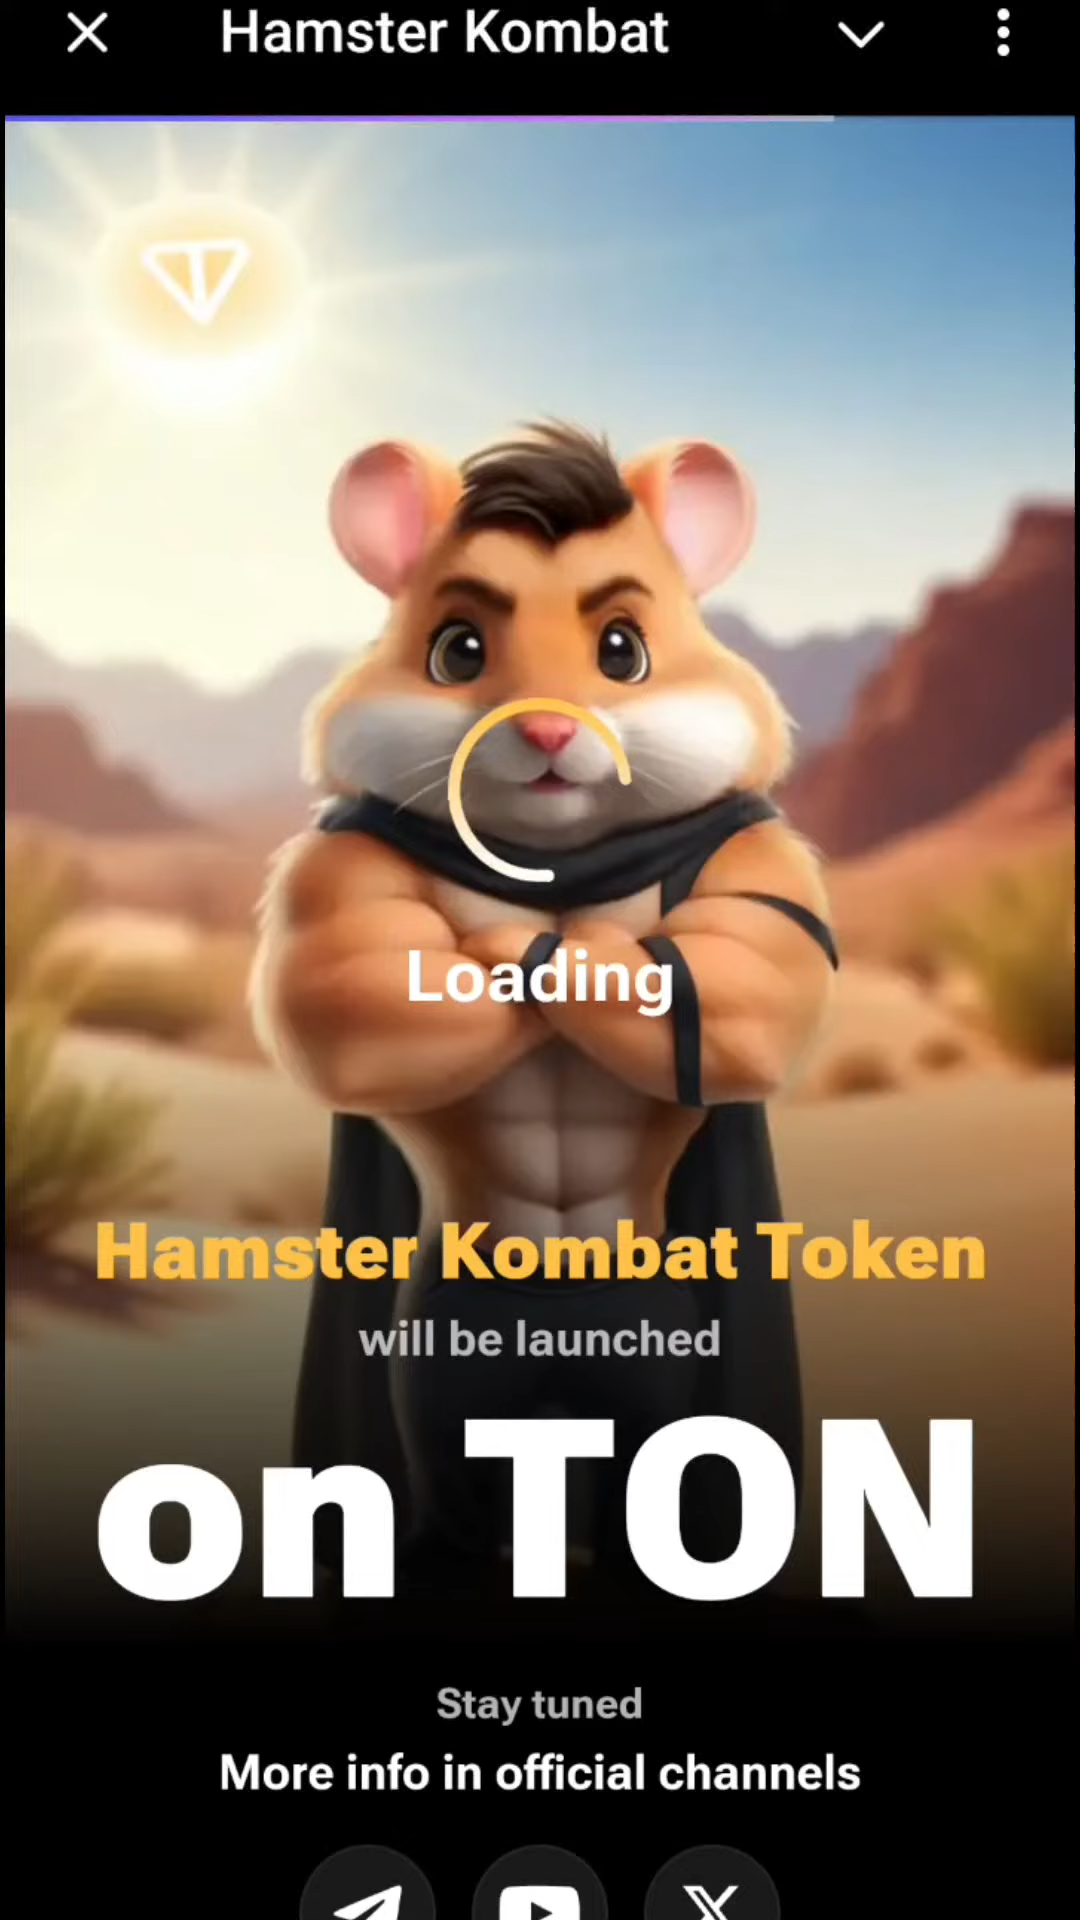 Hamster Kombat
Loading
Hamster Kombat Token
will be launched
on TON
Stay tuned
More info in official channels